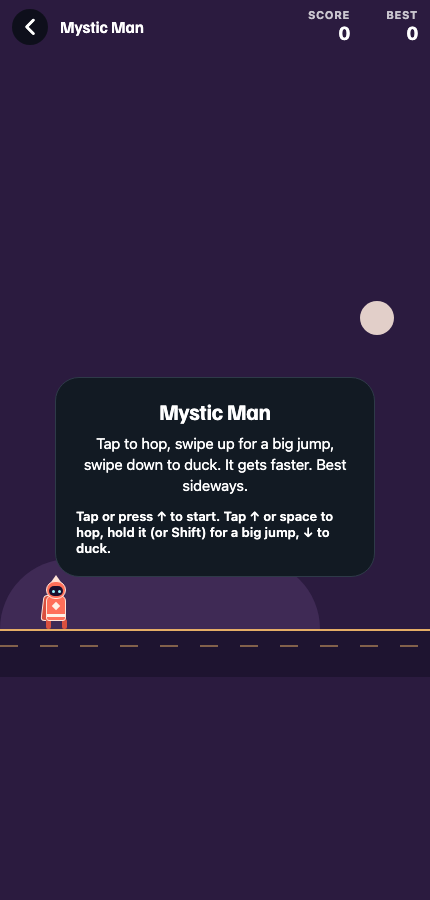 Mystic Man
SCORE
0
BEST
0
Mystic Man
Tap to hop, swipe up for a big jump,
swipe down to duck. It gets faster. Best
sideways.
Tap or press ↑ to start. Tap ↑ or space to
hop, hold it (or Shift) for a big jump, ↓ to
duck.